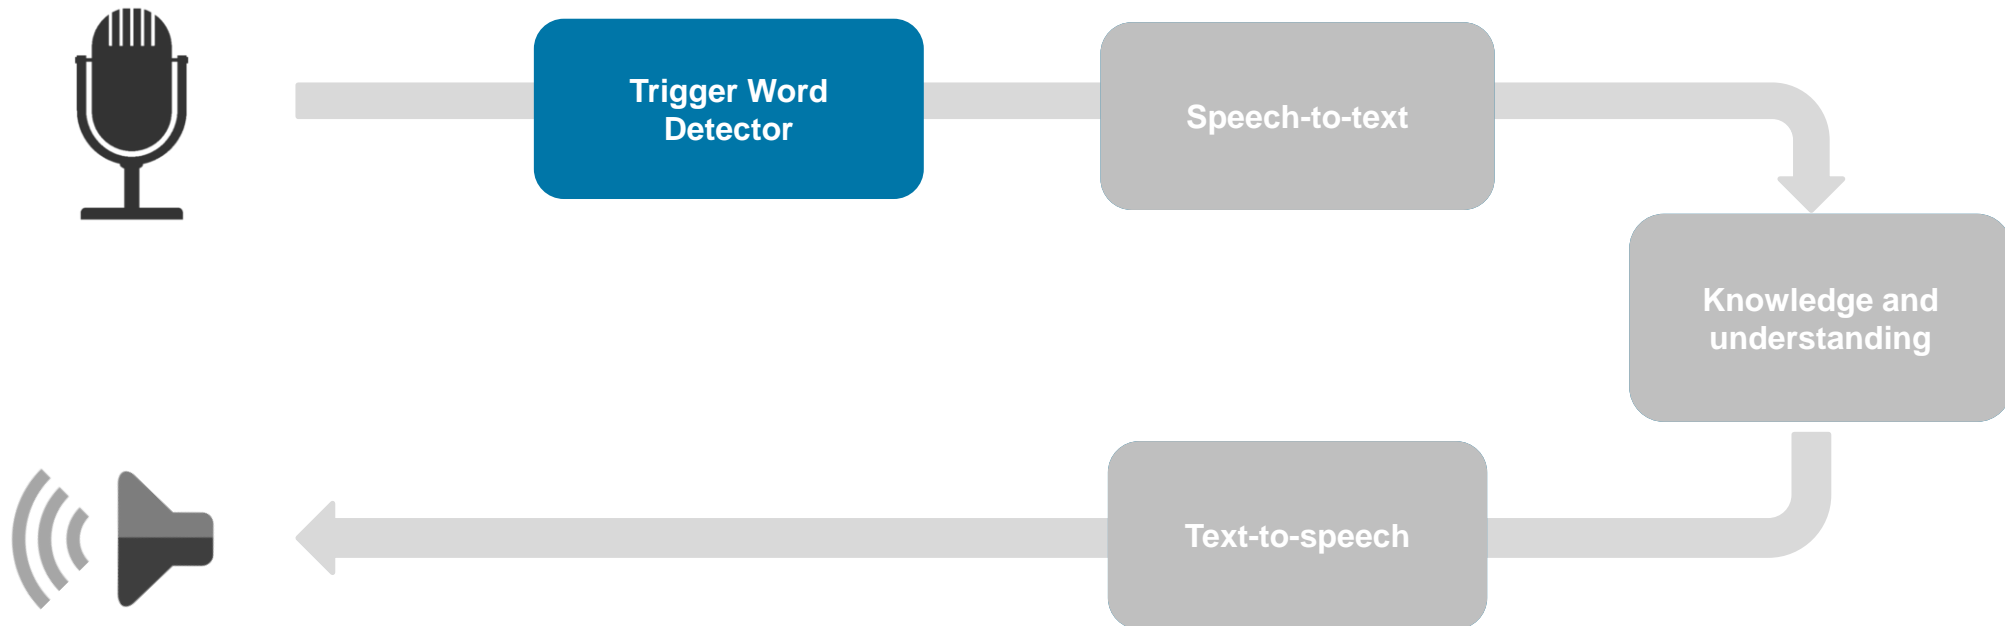 Trigger Word
Detector
Speech-to-text
Knowledge and
understanding
Text-to-speech